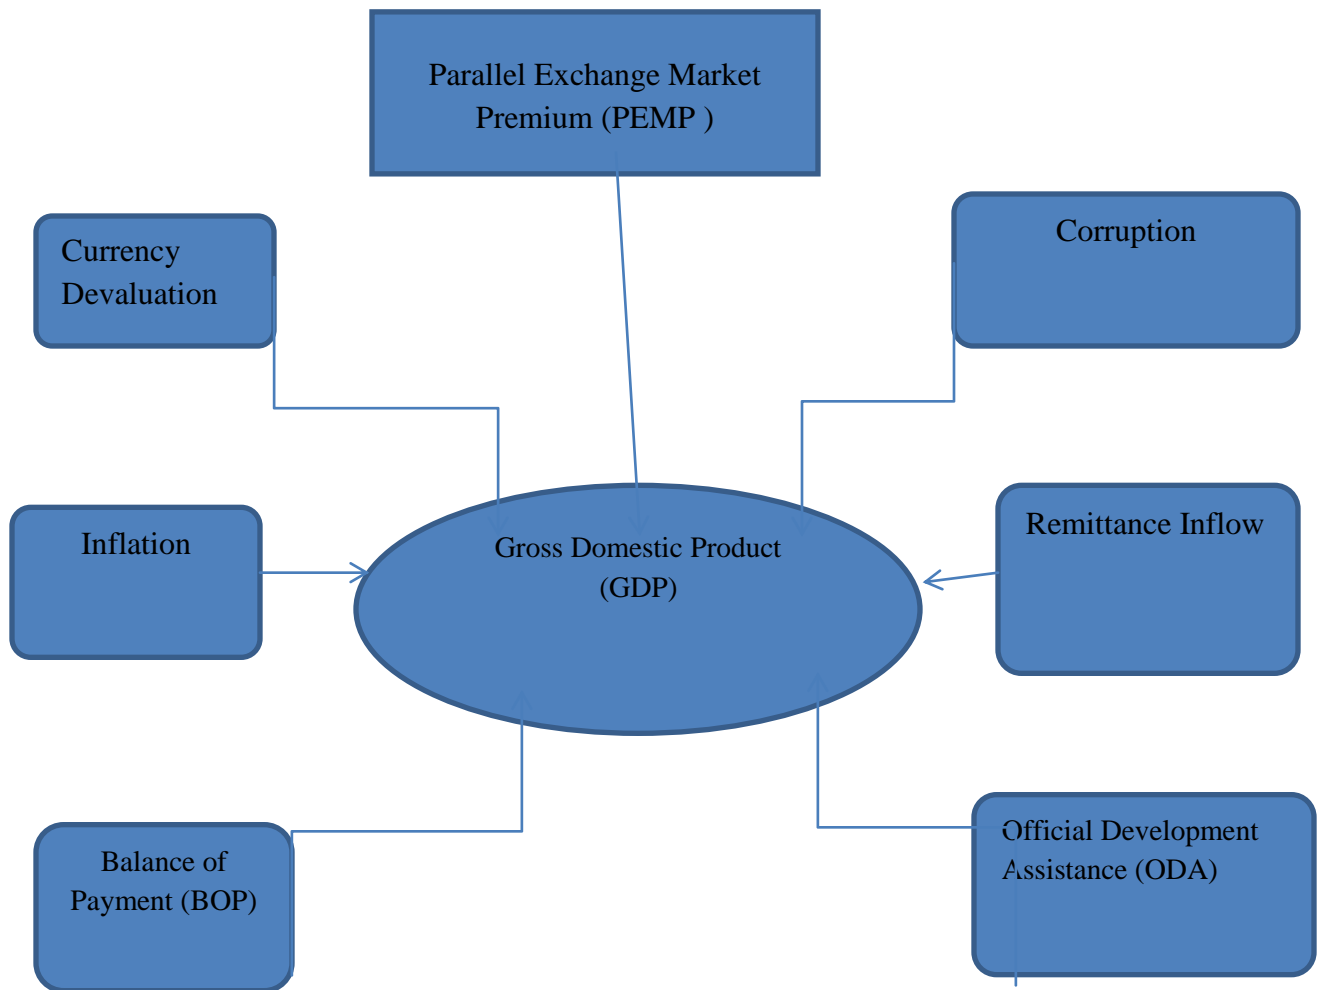 Parallel Exchange Market
Premium (PEMP )
Currency
Devaluation
Corruption
Inflation
Gross Domestic Product
(GDP)
Remittance Inflow
Balance of
Payment (BOP)
Official Development
Assistance (ODA)